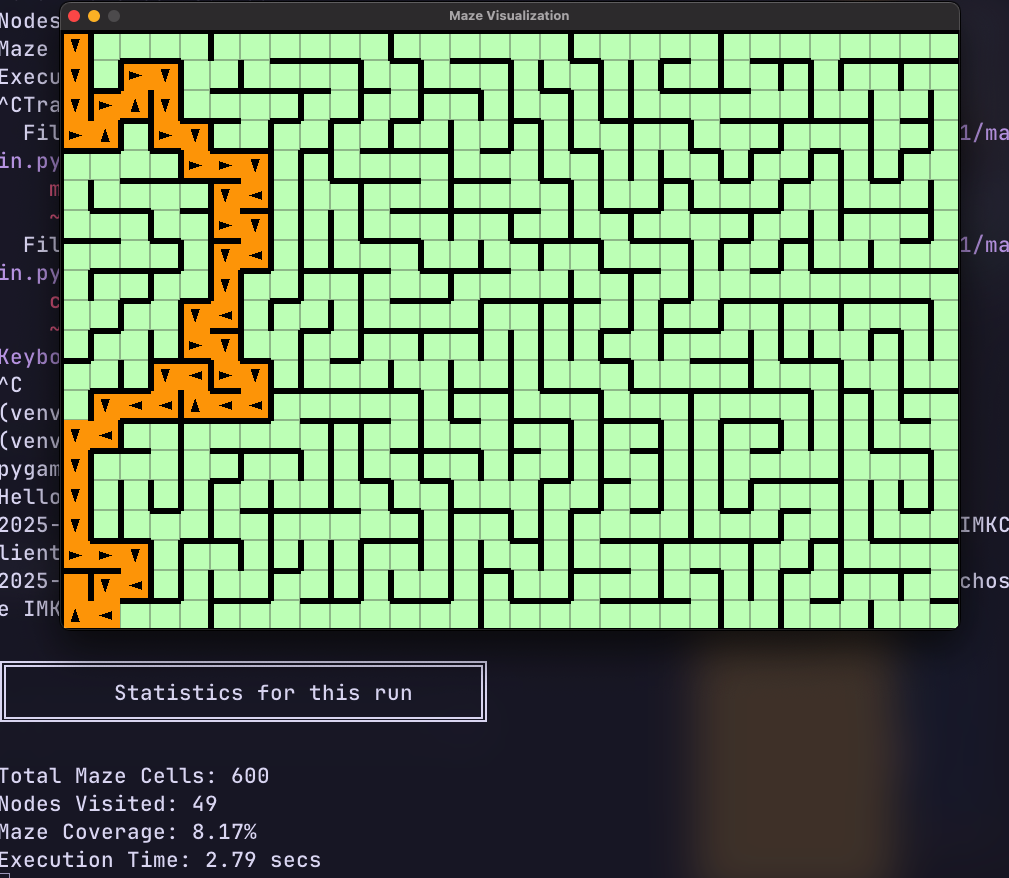 Maze Visualization
Nodes
Maze
Execu
^CTra
Fil 1/ma
in.py
m
~
Fil 1/ma
in.py
c
~
Keybo
^C
(venv
(venv
pygam
Hello
2025- IMKC
lient
2025- chos
e IMK
Statistics for this run
Total Maze Cells: 600
Nodes Visited: 49
Maze Coverage: 8.17%
Execution Time: 2.79 secs